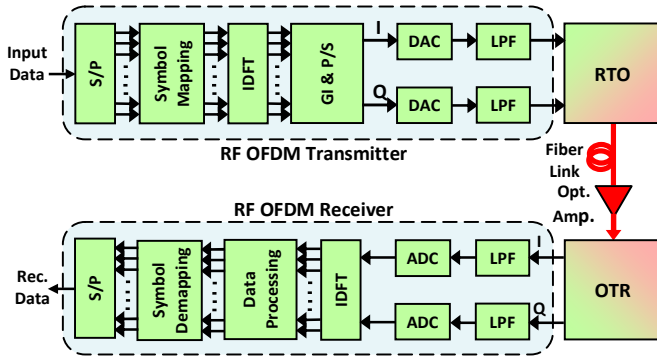 Input
Data
S/P
Symbol
Mapping
IDFT
GI & P/S
I
Q
DAC
LPF
DAC
LPF
RTO
RF OFDM Transmitter
Fiber
Link
Opt.
Amp.
RF OFDM Receiver
Rec.
Data
S/P
Symbol
Demapping
Data
Processing
IDFT
ADC
LPF
ADC
LPF
I
Q
OTR